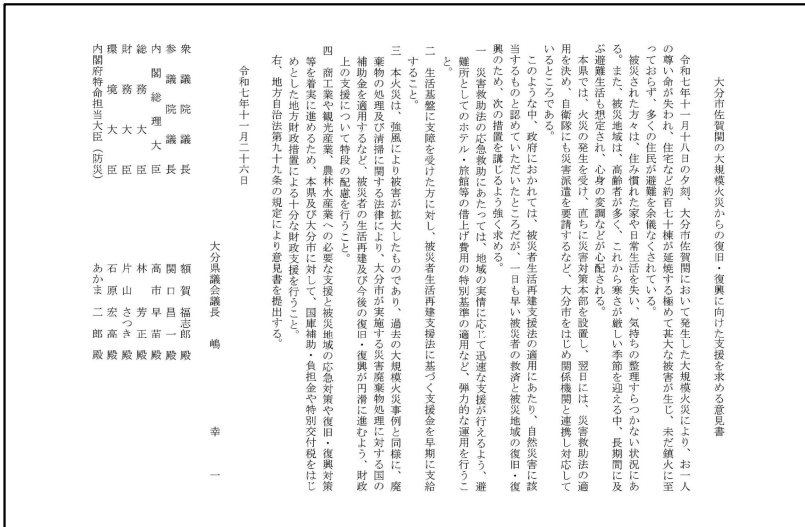 大分市佐賀関の大規模火災からの復旧・復興に向けた支援を求める意見書
令和七年十一月十八日の夕刻、大分市佐賀関において発生した大規模火災により、お一人
の尊い命が失われ、住宅など約百七十棟が延焼する極めて甚大な被害が生じ、未だ鎮火に至
っておらず、多くの住民が避難を余儀なくされている。
被災された方々は、住み慣れた家や日常生活を失い、気持ちの整理すらつかない状況にあ
る。また、被災地域は、高齢者が多く、これから寒さが厳しい季節を迎える中、長期間に及
ぶ避難生活も想定され、心身の変調などが心配される。
本県では、火災の発生を受け、直ちに災害対策本部を設置し、翌日には、災害救助法の適
用を決め、自衛隊にも災害派遣を要請するなど、大分市をはじめ関係機関と連携し対応して
いるところである。
このような中、政府におかれては、被災者生活再建支援法の適用にあたり、自然災害に該
当するものと認めていただいたところだが、一日も早い被災者の救済と被災地域の復旧・復
興のため、次の措置を講じるよう強く求める。
一 災害救助法の応急救助にあたっては、地域の実情に応じて迅速な支援が行えるよう、避
難所としてのホテル・旅館等の借上げ費用の特別基準の適用など、弾力的な運用を行うこ
と。
二 生活基盤に支障を受けた方に対し、被災者生活再建支援法に基づく支援金を早期に支給
すること。
三 本火災は、強風により被害が拡大したものであり、過去の大規模火災事例と同様に、廃
棄物の処理及び清掃に関する法律により、大分市が実施する災害廃棄物処理に対する国の
補助金を適用するなど、被災者の生活再建及び今後の復旧・復興が円滑に進むよう、財政
上の支援について特段の配慮を行うこと。
四 商工業や観光産業、農林水産業への必要な支援と被災地域の応急対策や復旧・復興対策
等を着実に進めるため、本県及び大分市に対して、国庫補助・負担金や特別交付税をはじ
めとした地方財政措置による十分な財政支援を行うこと。
右、地方自治法第九十九条の規定により意見書を提出する。
令和七年十一月二十六日
大分県議会議長 嶋 幸一
衆議院議長 額賀福志郎殿
参議院議長 関口昌一殿
内閣総理大臣 高市早苗殿
総務大臣 林芳正殿
財務大臣 片山さつき殿
環境大臣 石原宏高殿
内閣府特命担当大臣(防災) あかま二郎殿